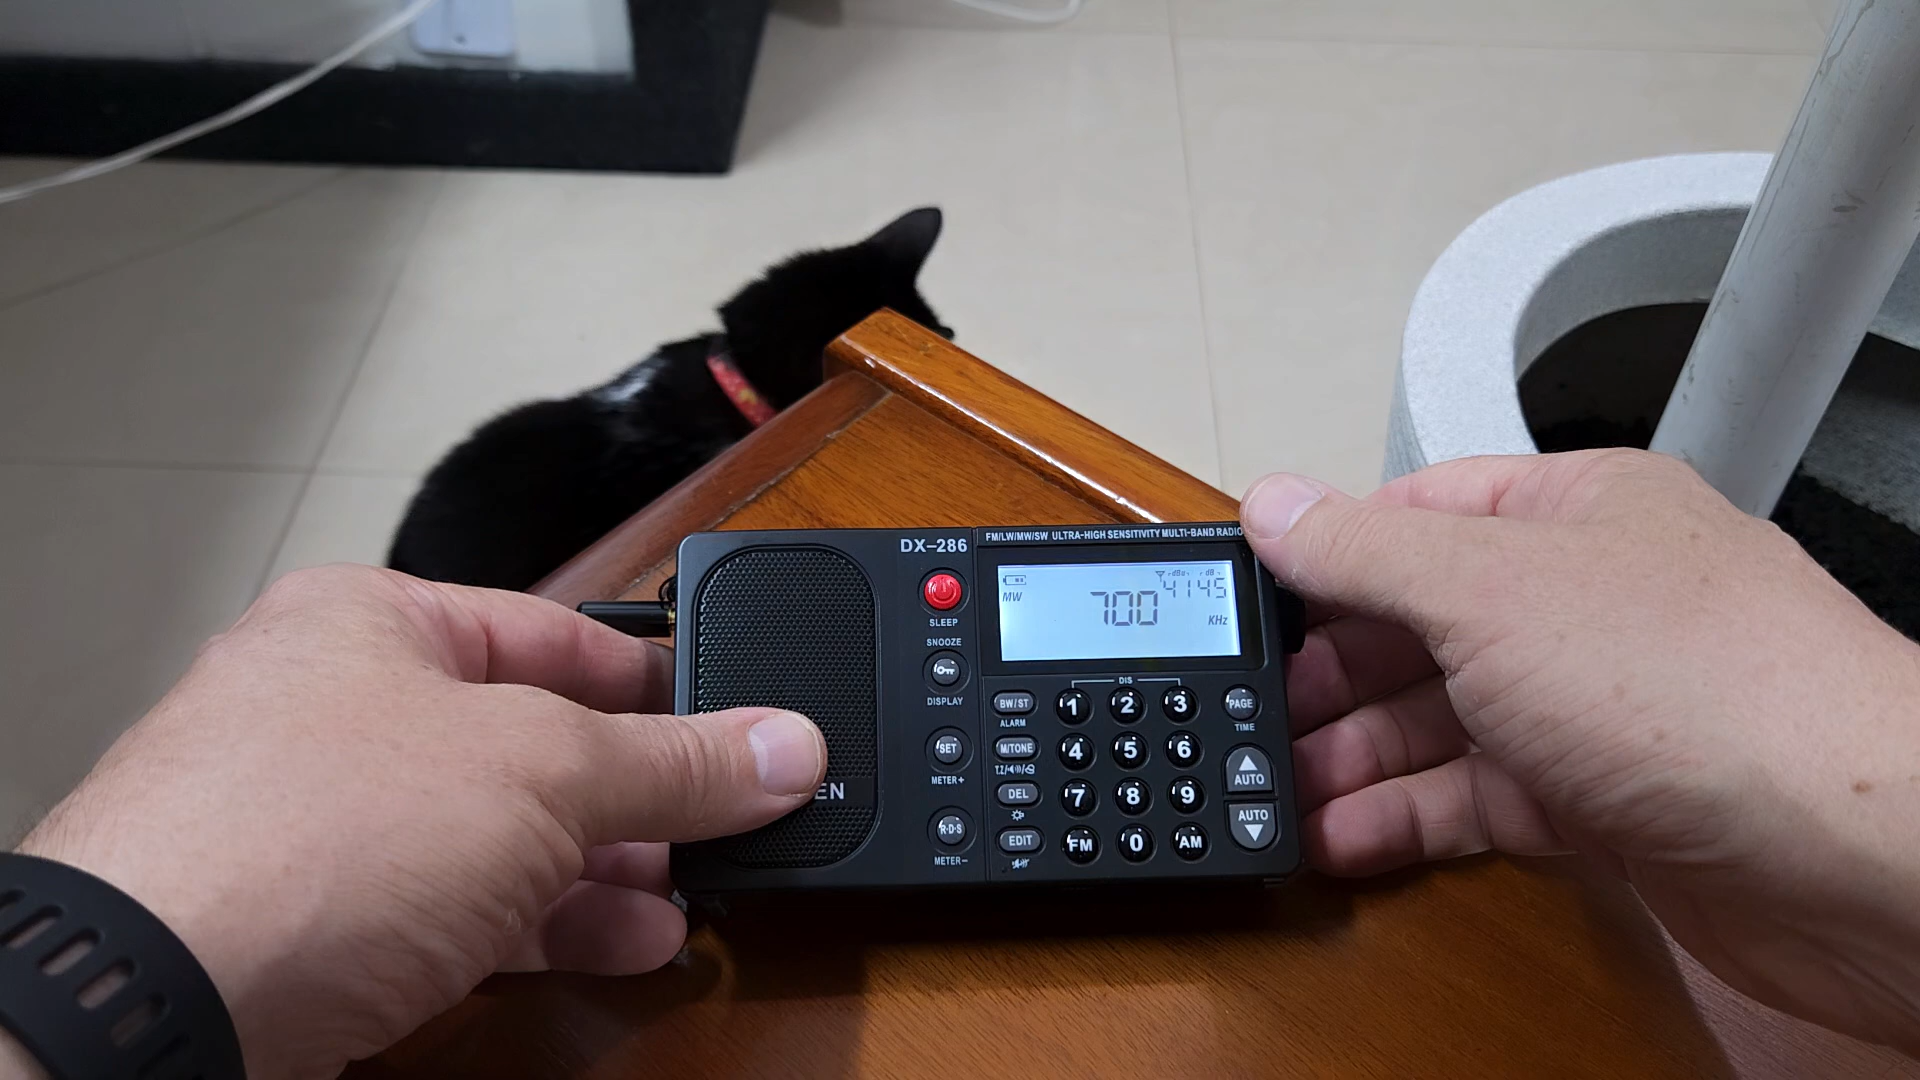 DX-286
FM/LW/MW/SW ULTRA-HIGH SENSITIVITY MULTI-BAND RADIO
dBu dB
4145
MW 700 KHz
SLEEP
SNOOZE
DISPLAY
SET
METER+
R·D·S
METER-
DIS
BW/ST 1 2 3 PAGE
ALARM TIME
M/TONE 4 5 6
AUTO
DEL 7 8 9
AUTO
EDIT FM 0 AM
EN